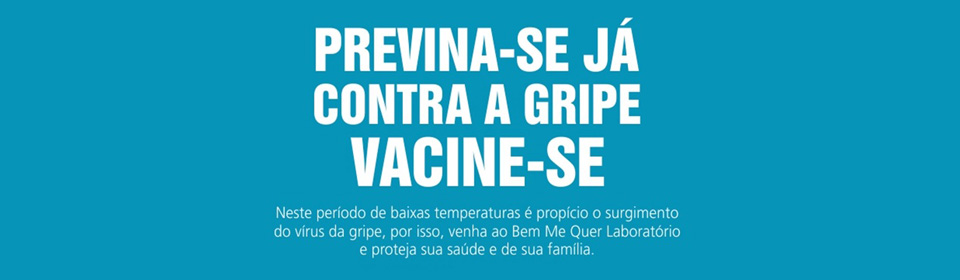 PREVINA-SE JÁ
CONTRA A GRIPE
VACINE-SE
Neste período de baixas temperaturas é propício o surgimento
do vírus da gripe, por isso, venha ao Bem Me Quer Laboratório
e proteja sua saúde e de sua família.